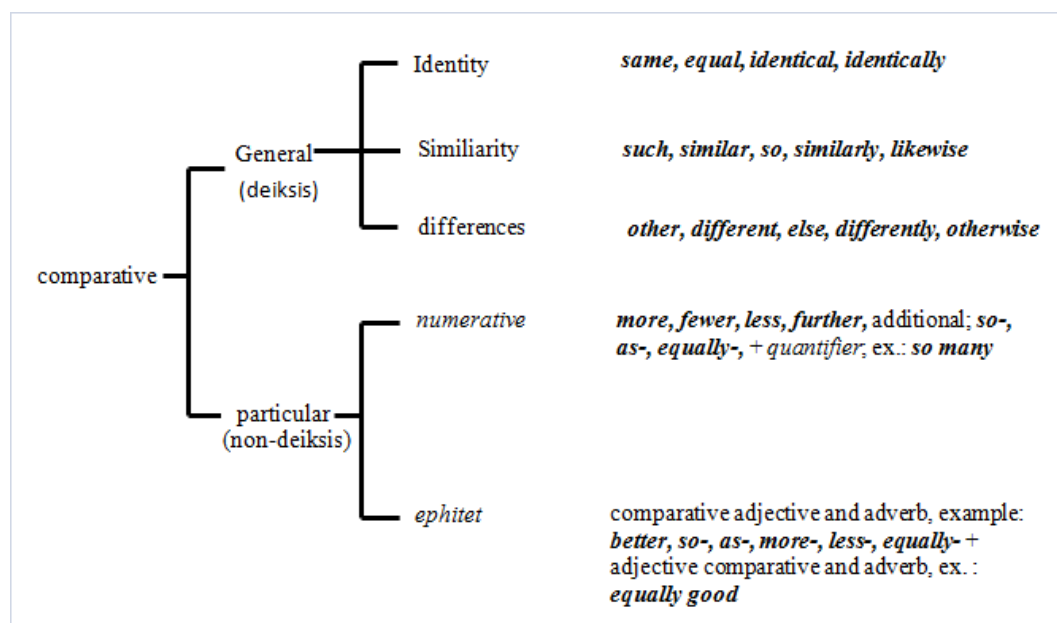 Identity same, equal, identical, identically
General
(deiksis)
Similiarity such, similar, so, similarly, likewise
differences other, different, else, differently, otherwise
comparative
numerative more, fewer, less, further, additional; so-,
as-, equally-, + quantifier; ex.: so many
particular
(non-deiksis)
ephitet comparative adjective and adverb, example:
better, so-, as-, more-, less-, equally- +
adjective comparative and adverb, ex. :
equally good